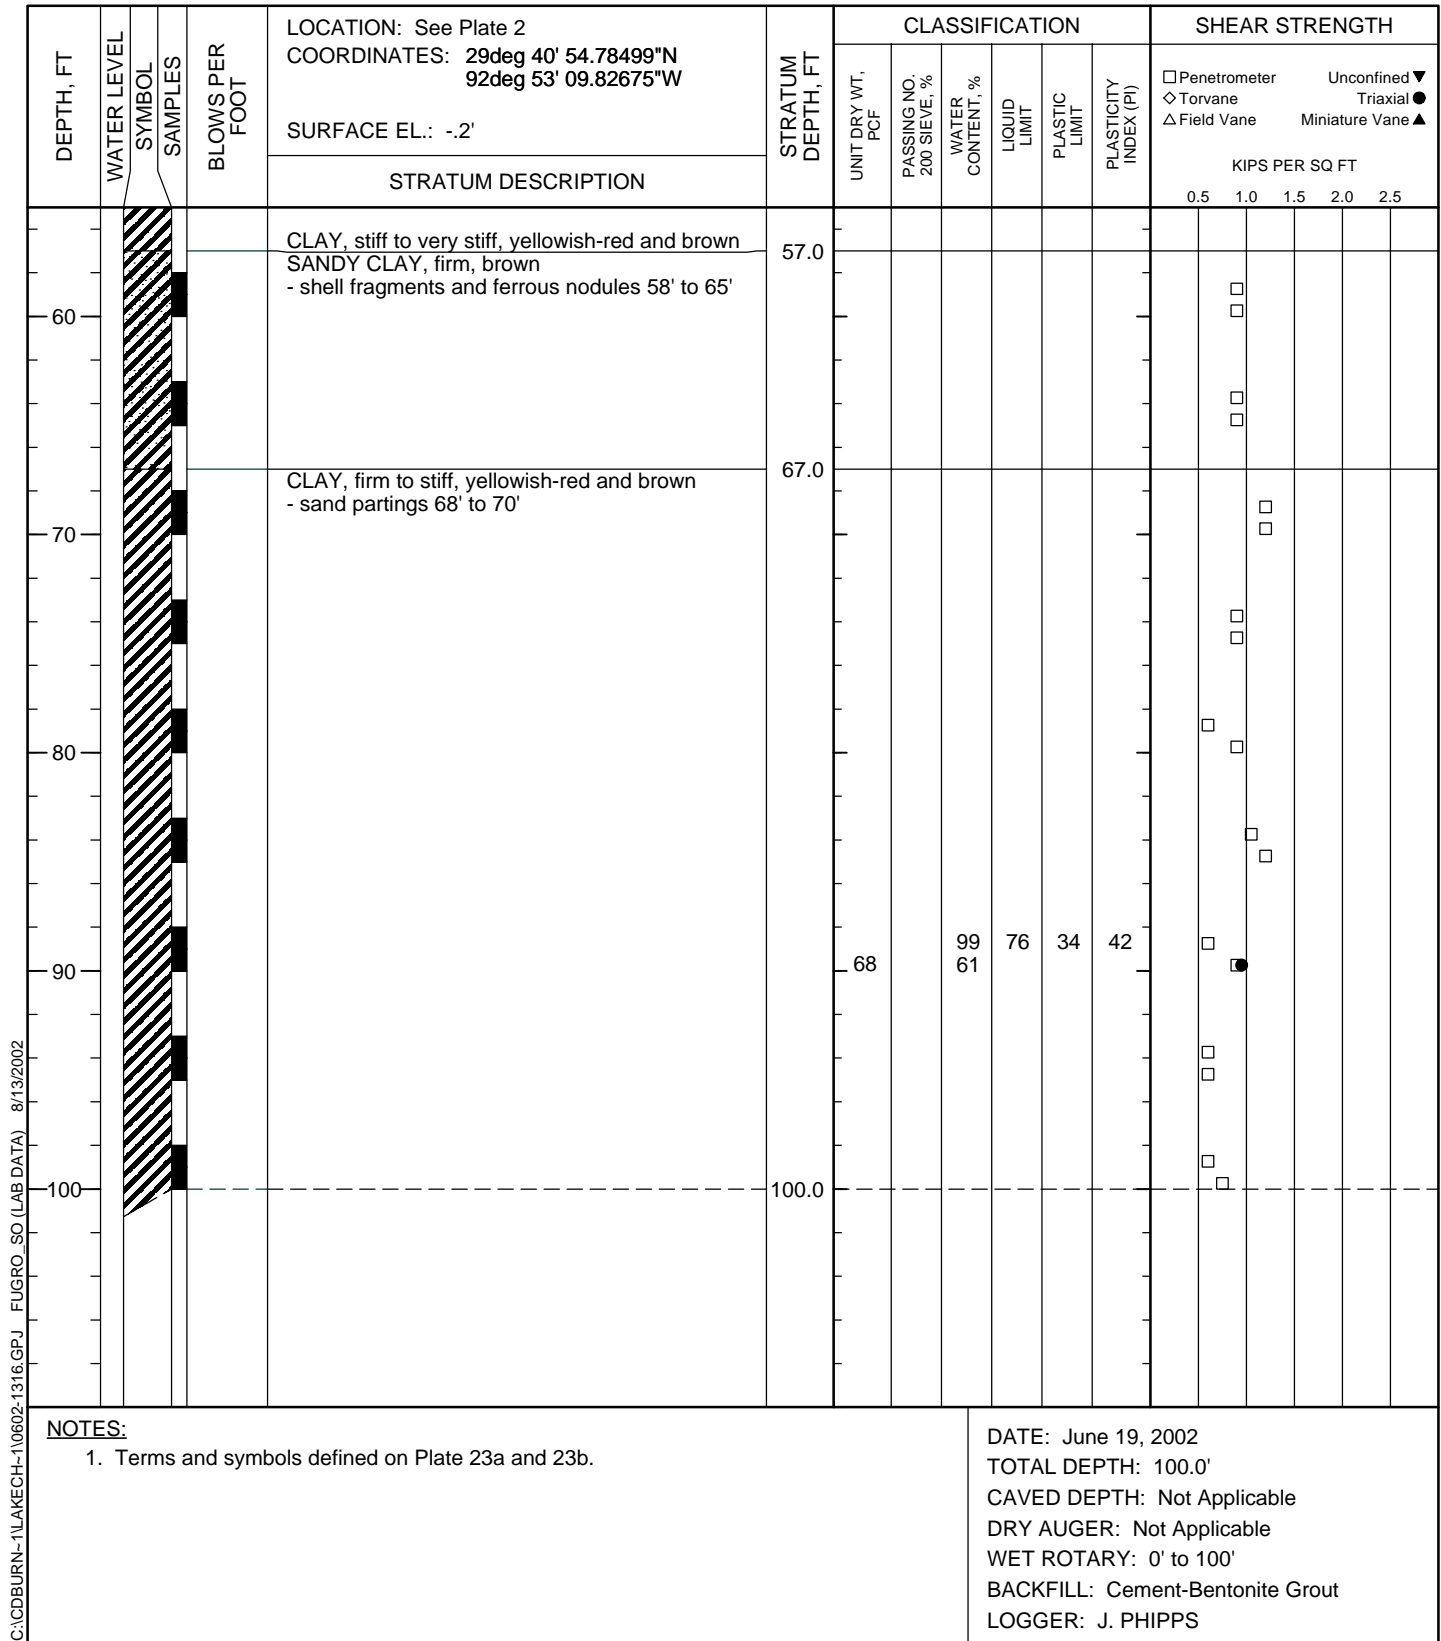 DEPTH, FT
WATER LEVEL
SYMBOL
SAMPLES
BLOWS PER
FOOT
LOCATION: See Plate 2
COORDINATES: 29deg 40' 54.78499"N
92deg 53' 09.82675"W
SURFACE EL.: -.2'
STRATUM DESCRIPTION
STRATUM
DEPTH, FT
CLASSIFICATION
UNIT DRY WT,
PCF
PASSING NO.
200 SIEVE, %
WATER
CONTENT, %
LIQUID
LIMIT
PLASTIC
LIMIT
PLASTICITY
INDEX (PI)
SHEAR STRENGTH
Penetrometer Unconfined
Torvane Triaxial
Field Vane Miniature Vane
KIPS PER SQ FT
0.5 1.0 1.5 2.0 2.5
CLAY, stiff to very stiff, yellowish-red and brown
57.0
SANDY CLAY, firm, brown
- shell fragments and ferrous nodules 58' to 65'
60
67.0
CLAY, firm to stiff, yellowish-red and brown
- sand partings 68' to 70'
70
80
99 76 34 42
90 68 61
100 100.0
NOTES:
1. Terms and symbols defined on Plate 23a and 23b.
DATE: June 19, 2002
TOTAL DEPTH: 100.0'
CAVED DEPTH: Not Applicable
DRY AUGER: Not Applicable
WET ROTARY: 0' to 100'
BACKFILL: Cement-Bentonite Grout
LOGGER: J. PHIPPS
C:\CDBURN~1\LAKECH~1\0602-1316.GPJ FUGRO_SO (LAB DATA) 8/13/2002